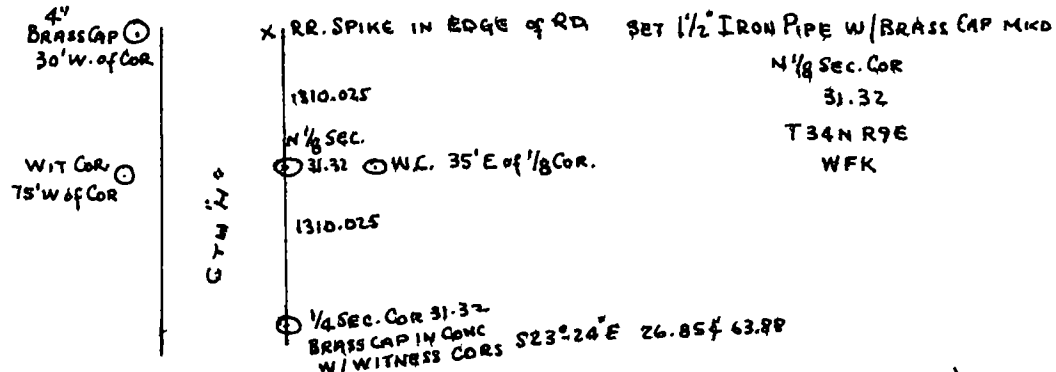 4"
BRASS CAP
30' W. of COR
X RR. SPIKE IN EDGE of RD
SET 1 1/2" IRON PIPE W/BRASS CAP MKD
N 1/8 SEC. COR
31.32
T34N R9E
WFK
1310.025
N 1/8 SEC.
31.32
W.C. 35' E of 1/8 COR.
WIT COR
75' W of COR
CTH "H"
1310.025
1/4 SEC. COR 31.32
BRASS CAP IN CONC
W/ WITNESS CORS S23°-24° E 26.85 & 63.88